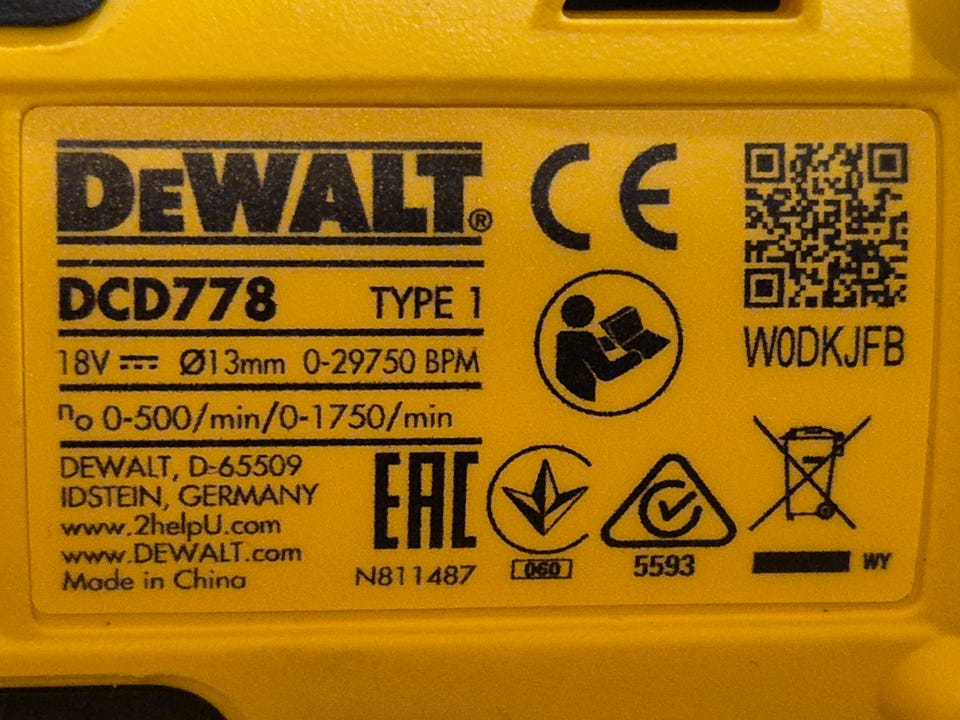 DEWALT®
DCD778 TYPE 1
18V ⎓ Ø13mm 0-29750 BPM
n0 0-500/min/0-1750/min
DEWALT, D-65509
IDSTEIN, GERMANY
www.2helpU.com
www.DEWALT.com
Made in China
EAC
N811487
CE
W0DKJFB
060
5593
WY